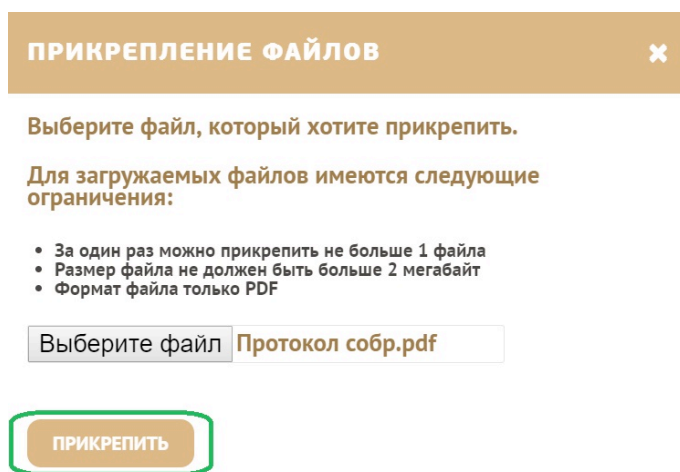 ПРИКРЕПЛЕНИЕ ФАЙЛОВ
Выберите файл, который хотите прикрепить.
Для загружаемых файлов имеются следующие
ограничения:
• За один раз можно прикрепить не больше 1 файла
• Размер файла не должен быть больше 2 мегабайт
• Формат файла только PDF
Выберите файл Протокол собр.pdf
ПРИКРЕПИТЬ